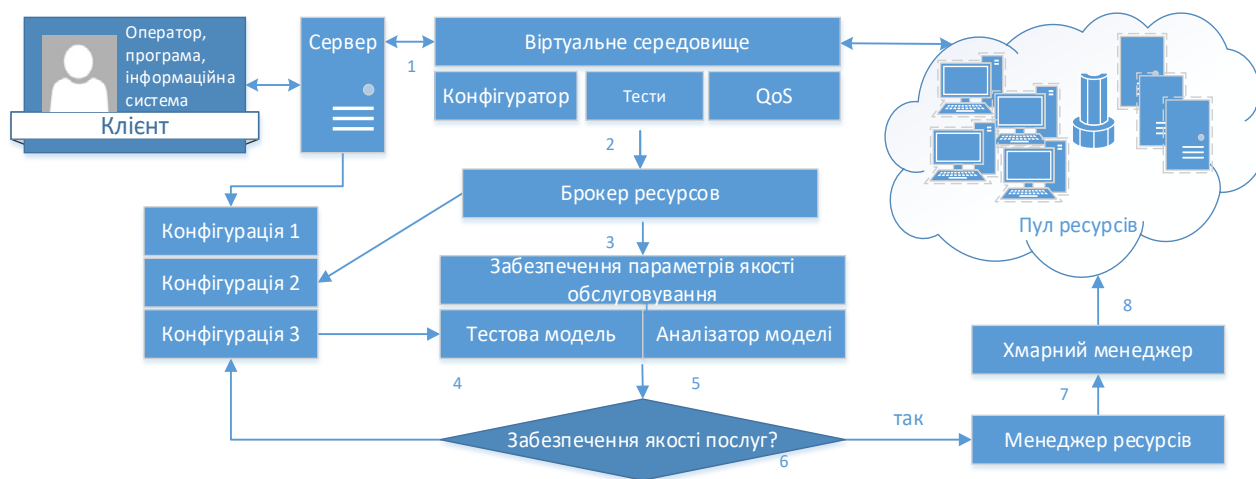 Оператор,
програма,
інформаційна
система
Клієнт
Сервер
1
Віртуальне середовище
Конфігуратор
Тести
QoS
2
Брокер ресурсов
3
Конфігурація 1
Конфігурація 2
Конфігурація 3
Забезпечення параметрів якості
обслуговування
Тестова модель
Аналізатор моделі
4
5
Забезпечення якості послуг?
6
так
Менеджер ресурсів
7
Хмарний менеджер
8
Пул ресурсів